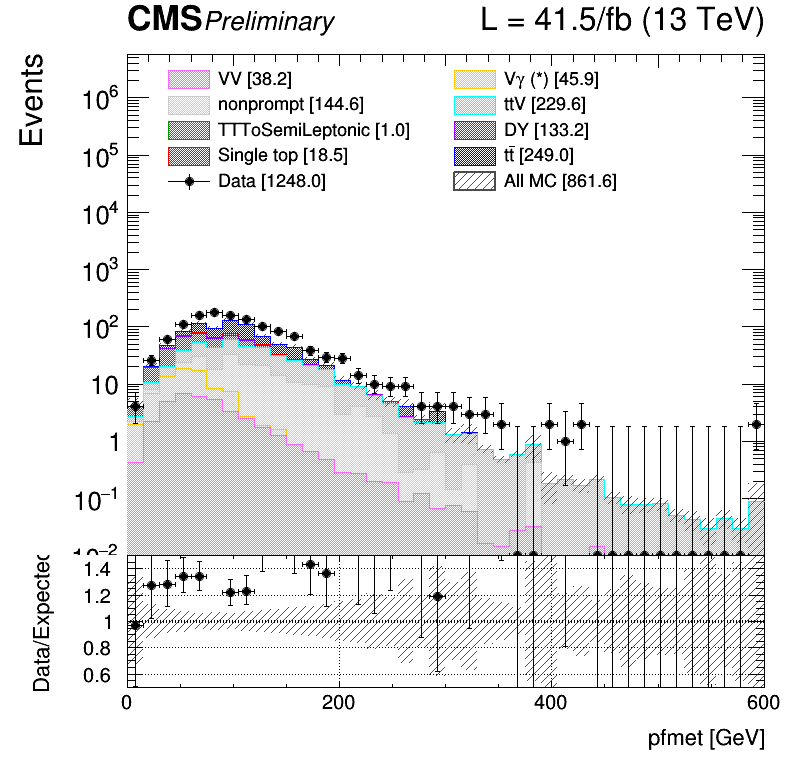 CMS Preliminary L = 41.5/fb (13 TeV)
Events
VV [38.2] Vγ (*) [45.9]
nonprompt [144.6] ttV [229.6]
TTToSemiLeptonic [1.0] DY [133.2]
Single top [18.5] tt̄ [249.0]
Data [1248.0] All MC [861.6]
10⁶
10⁵
10⁴
10³
10²
10
1
10⁻¹
10⁻²
Data/Expected
1.4
1.2
1
0.8
0.6
0 200 400 600
pfmet [GeV]